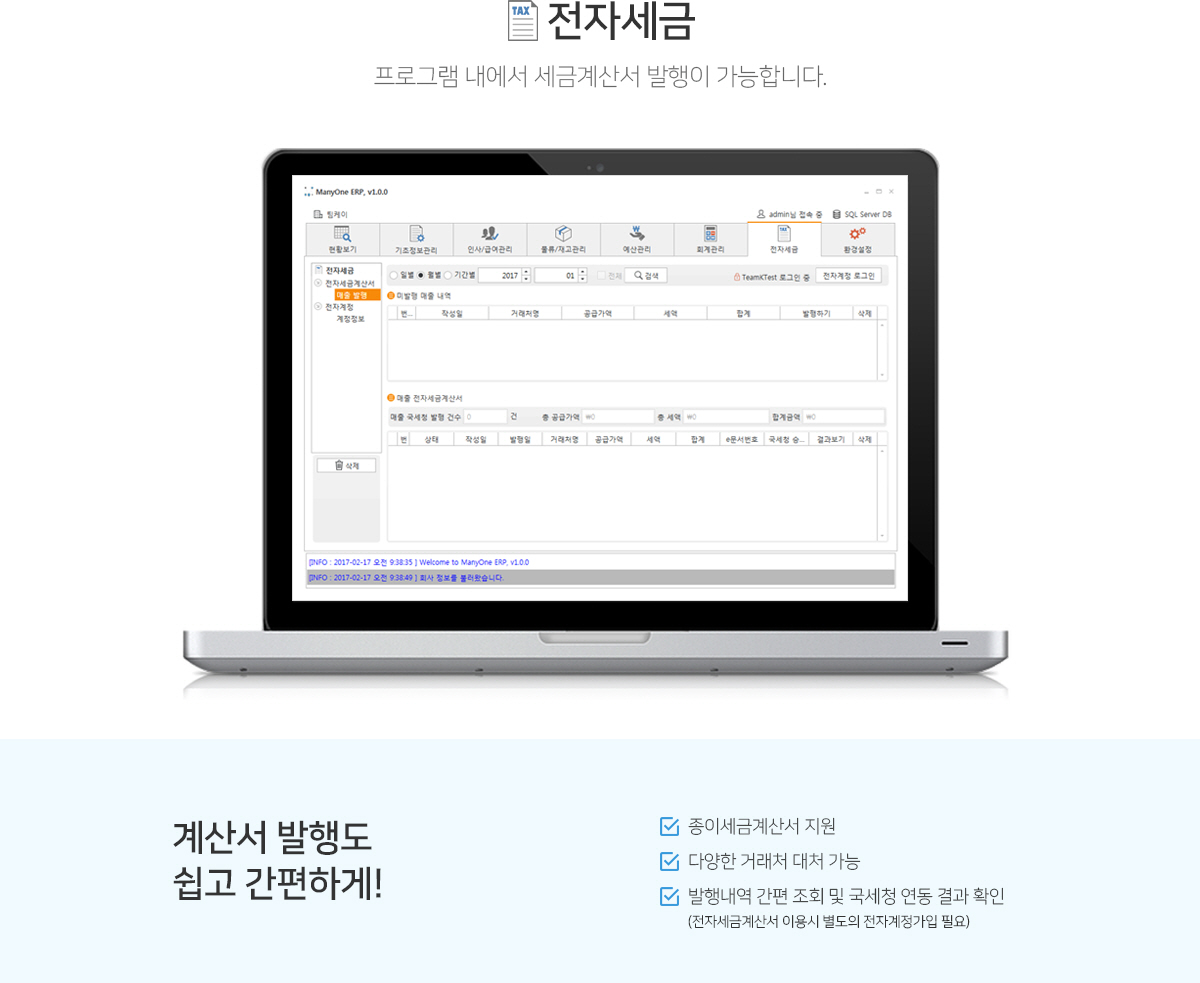 TAX 전자세금
프로그램 내에서 세금계산서 발행이 가능합니다.
ManyOne ERP, v1.0.0
팀케이
admin님 접속 중 SQL Server DB
TAX
현황보기 기초정보관리 인사/급여관리 물류/재고관리 예산관리 회계관리 전자세금 환경설정
전자세금
전자세금계산서
매출 발행
전자계정
계정정보
삭제
일별 월별 기간별 2017 01 전체 검색 TeamKTest 로그인 중 전자계정 로그인
미발행 매출 내역
번... 작성일 거래처명 공급가액 세액 합계 발행하기 삭제
매출 전자세금계산서
매출 국세청 발행 건수 0 건 총 공급가액 ₩0 총 세액 ₩0 합계금액 ₩0
번 상태 작성일 발행일 거래처명 공급가액 세액 합계 e문서번호 국세청 승... 결과보기 삭제
[INFO : 2017-02-17 오전 9:38:35 ] Welcome to ManyOne ERP, v1.0.0
[INFO : 2017-02-17 오전 9:38:49 ] 회사 정보를 불러왔습니다.
계산서 발행도
쉽고 간편하게!
종이세금계산서 지원
다양한 거래처 대처 가능
발행내역 간편 조회 및 국세청 연동 결과 확인
(전자세금계산서 이용시 별도의 전자계정가입 필요)